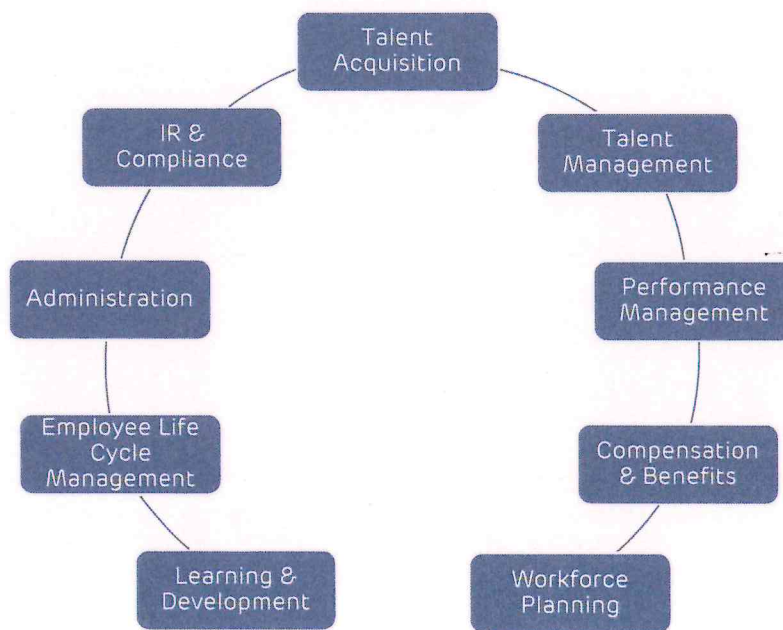 Talent
Acquisition
IR &
Compliance
Talent
Management
Administration
Performance
Management
Employee Life
Cycle
Management
Compensation
& Benefits
Learning &
Development
Workforce
Planning